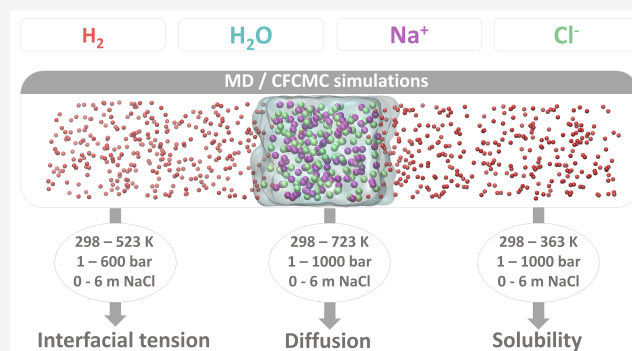 H₂
H₂O
Na⁺
Cl⁻
MD / CFCMC simulations
298 – 523 K
1 – 600 bar
0 - 6 m NaCl
298 – 723 K
1 – 1000 bar
0 - 6 m NaCl
298 – 363 K
1 – 1000 bar
0 - 6 m NaCl
Interfacial tension
Diffusion
Solubility